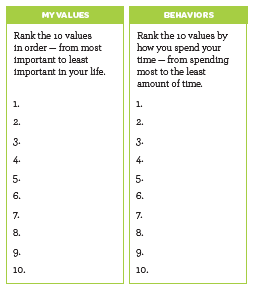 MY VALUES
Rank the 10 values
in order — from most
important to least
important in your life.
1.
2.
3.
4.
5.
6.
7.
8.
9.
10.
BEHAVIORS
Rank the 10 values by
how you spend your
time — from spending
most to the least
amount of time.
1.
2.
3.
4.
5.
6.
7.
8.
9.
10.